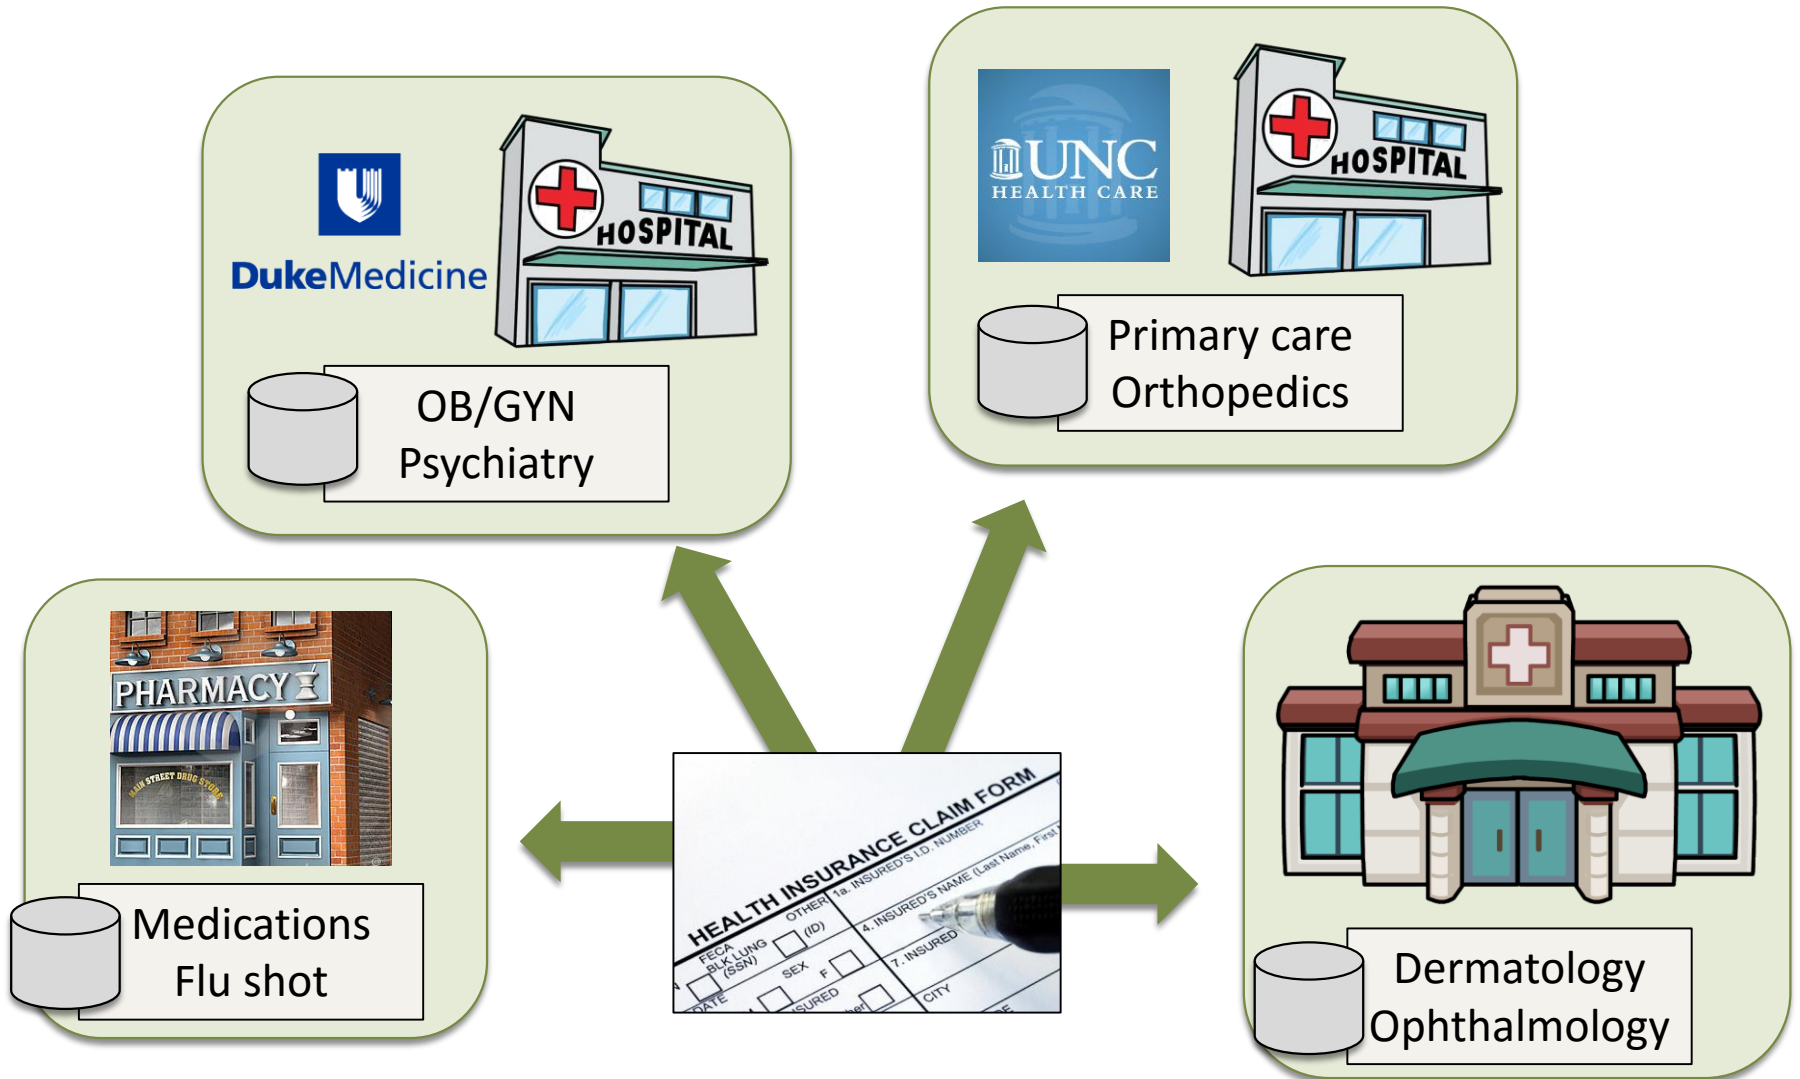 DukeMedicine
HOSPITAL
OB/GYN
Psychiatry
UNC
HEALTH CARE
HOSPITAL
Primary care
Orthopedics
PHARMACY
MAIN STREET DRUG STORE
Medications
Flu shot
HEALTH INSURANCE CLAIM FORM
OTHER
1a. INSURED'S I.D. NUMBER
FECA
BLK LUNG
(SSN)
(ID)
4. INSURED'S NAME (Last Name, First
SEX
F
7. INSURED
DATE
INSURED
CITY
Dermatology
Ophthalmology